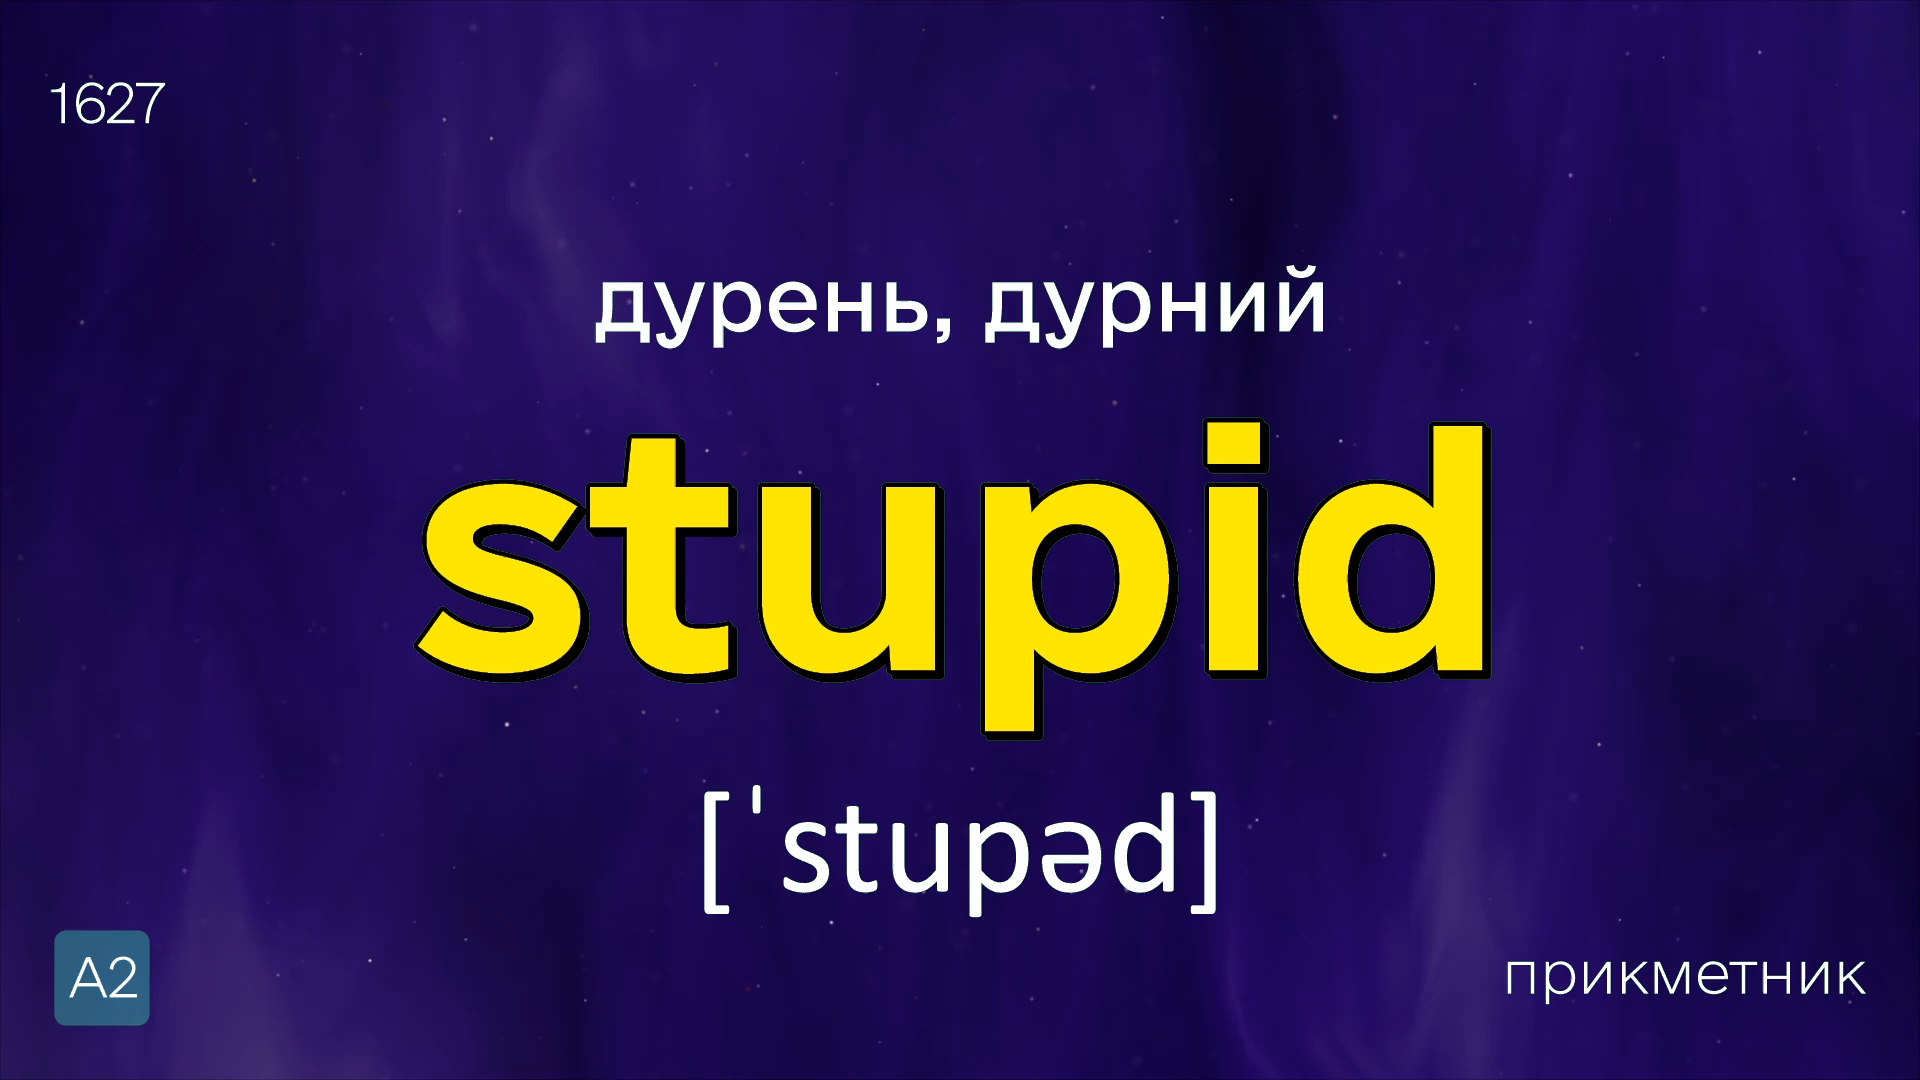 1627
дурень, дурний
stupid
[ˈstupəd]
A2
прикметник